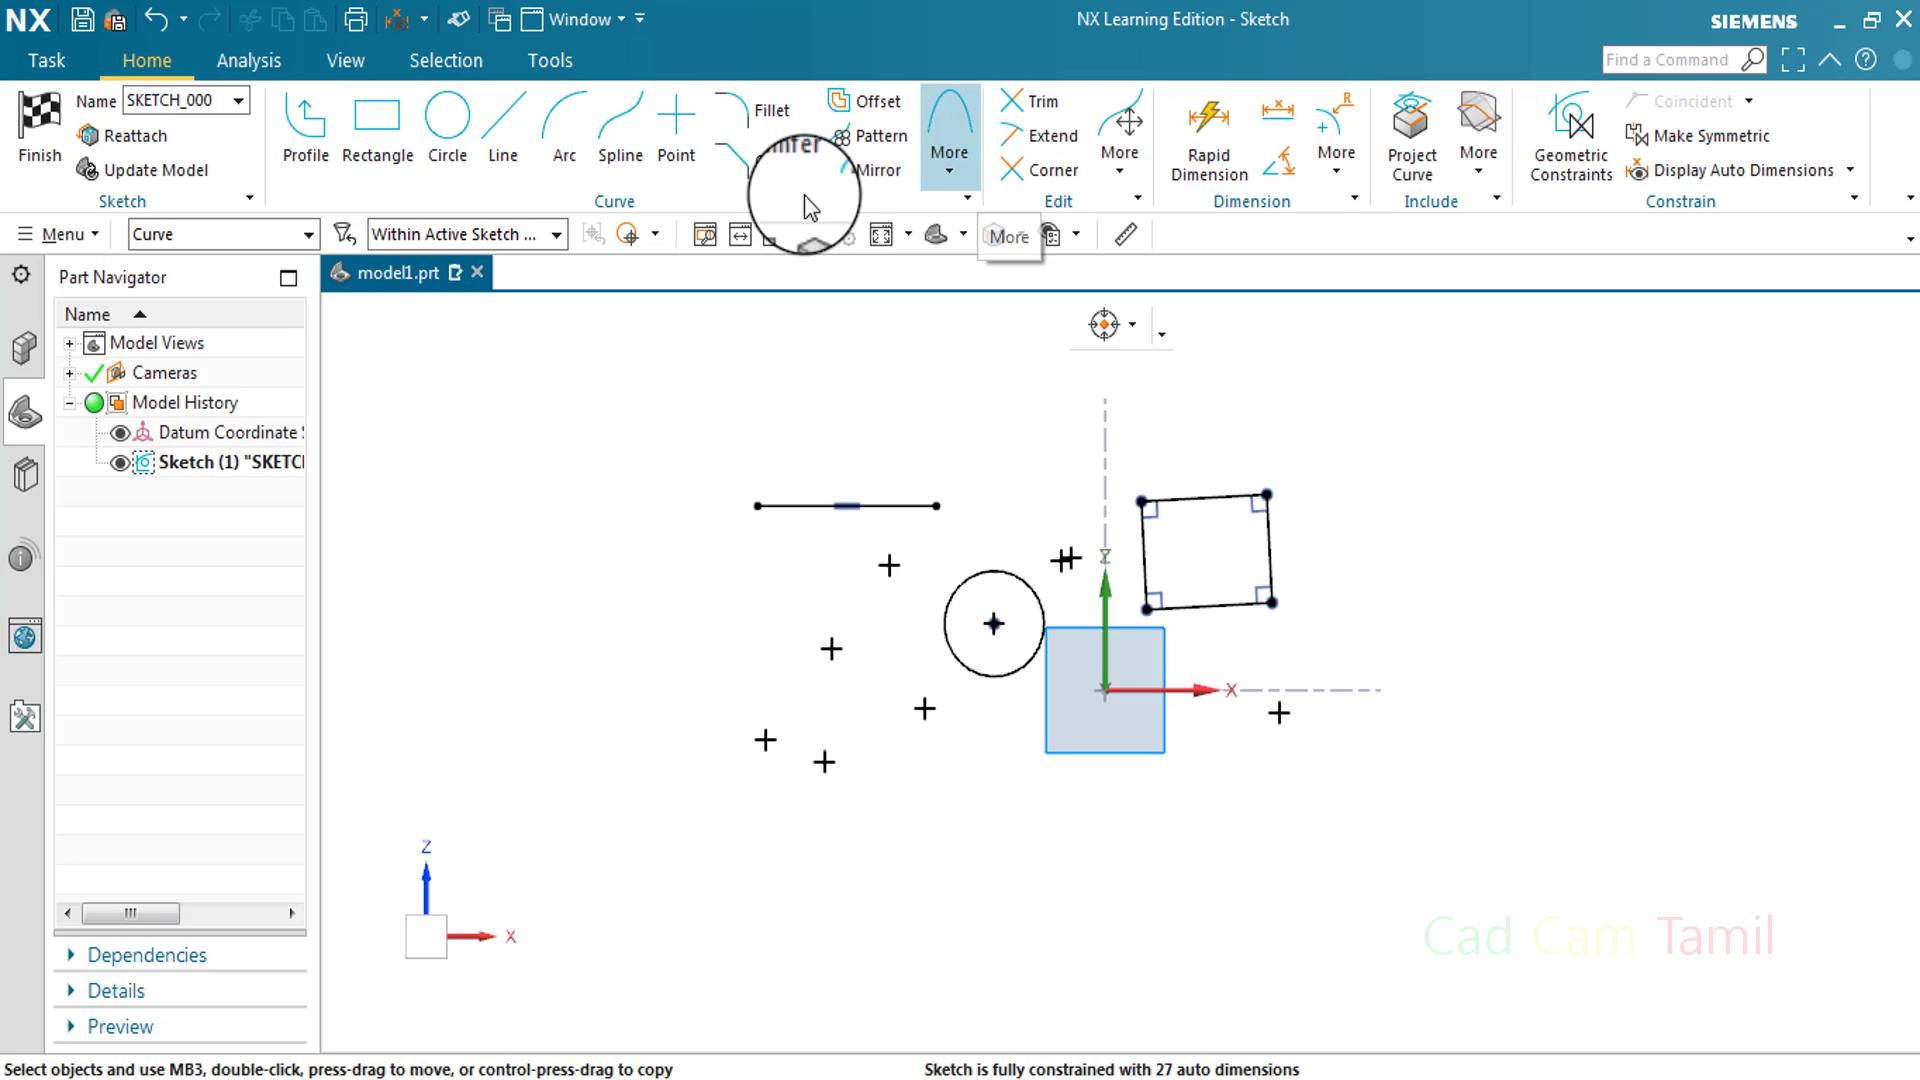 NX
Window
NX Learning Edition - Sketch
SIEMENS
Task
Home
Analysis
View
Selection
Tools
Find a Command
Name
SKETCH_000
Reattach
Update Model
Finish
Sketch
Profile
Rectangle
Circle
Line
Arc
Spline
Point
Fillet
Offset
Pattern
Mirror
More
Curve
Trim
Extend
Corner
More
Edit
Rapid
Dimension
More
Dimension
Project
Curve
More
Include
Geometric
Constraints
Coincident
Make Symmetric
Display Auto Dimensions
Constrain
Menu
Curve
Within Active Sketch ...
More
Part Navigator
model1.prt
Name
Model Views
Cameras
Model History
Datum Coordinate
Sketch (1) "SKETC
Dependencies
Details
Preview
Y
X
Z
X
Cad Cam Tamil
Select objects and use MB3, double-click, press-drag to move, or control-press-drag to copy
Sketch is fully constrained with 27 auto dimensions